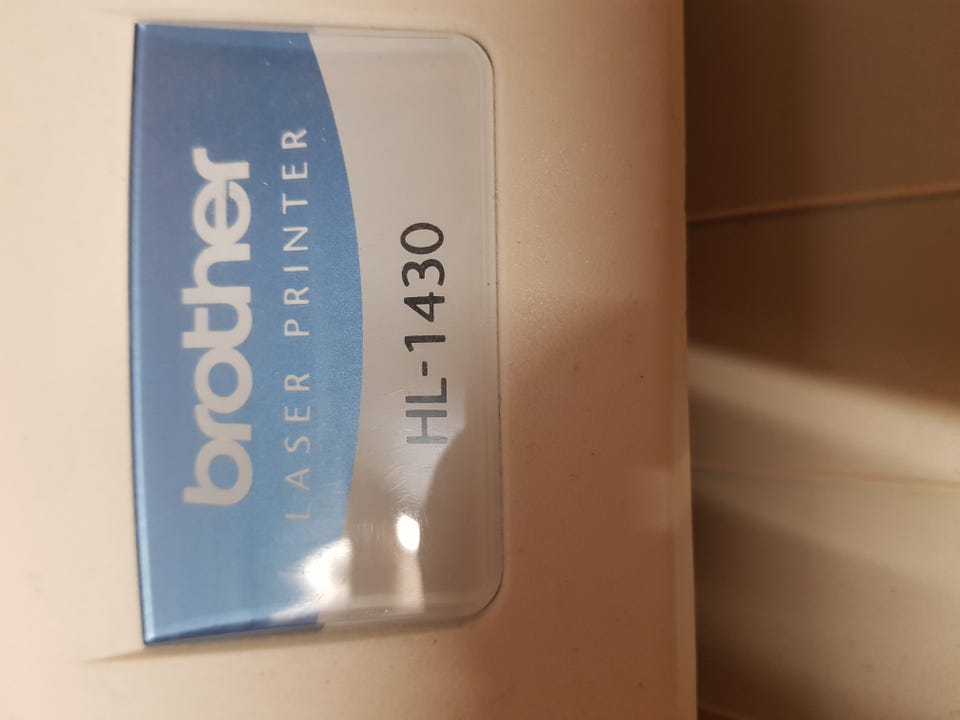 brother
LASER PRINTER
HL-1430